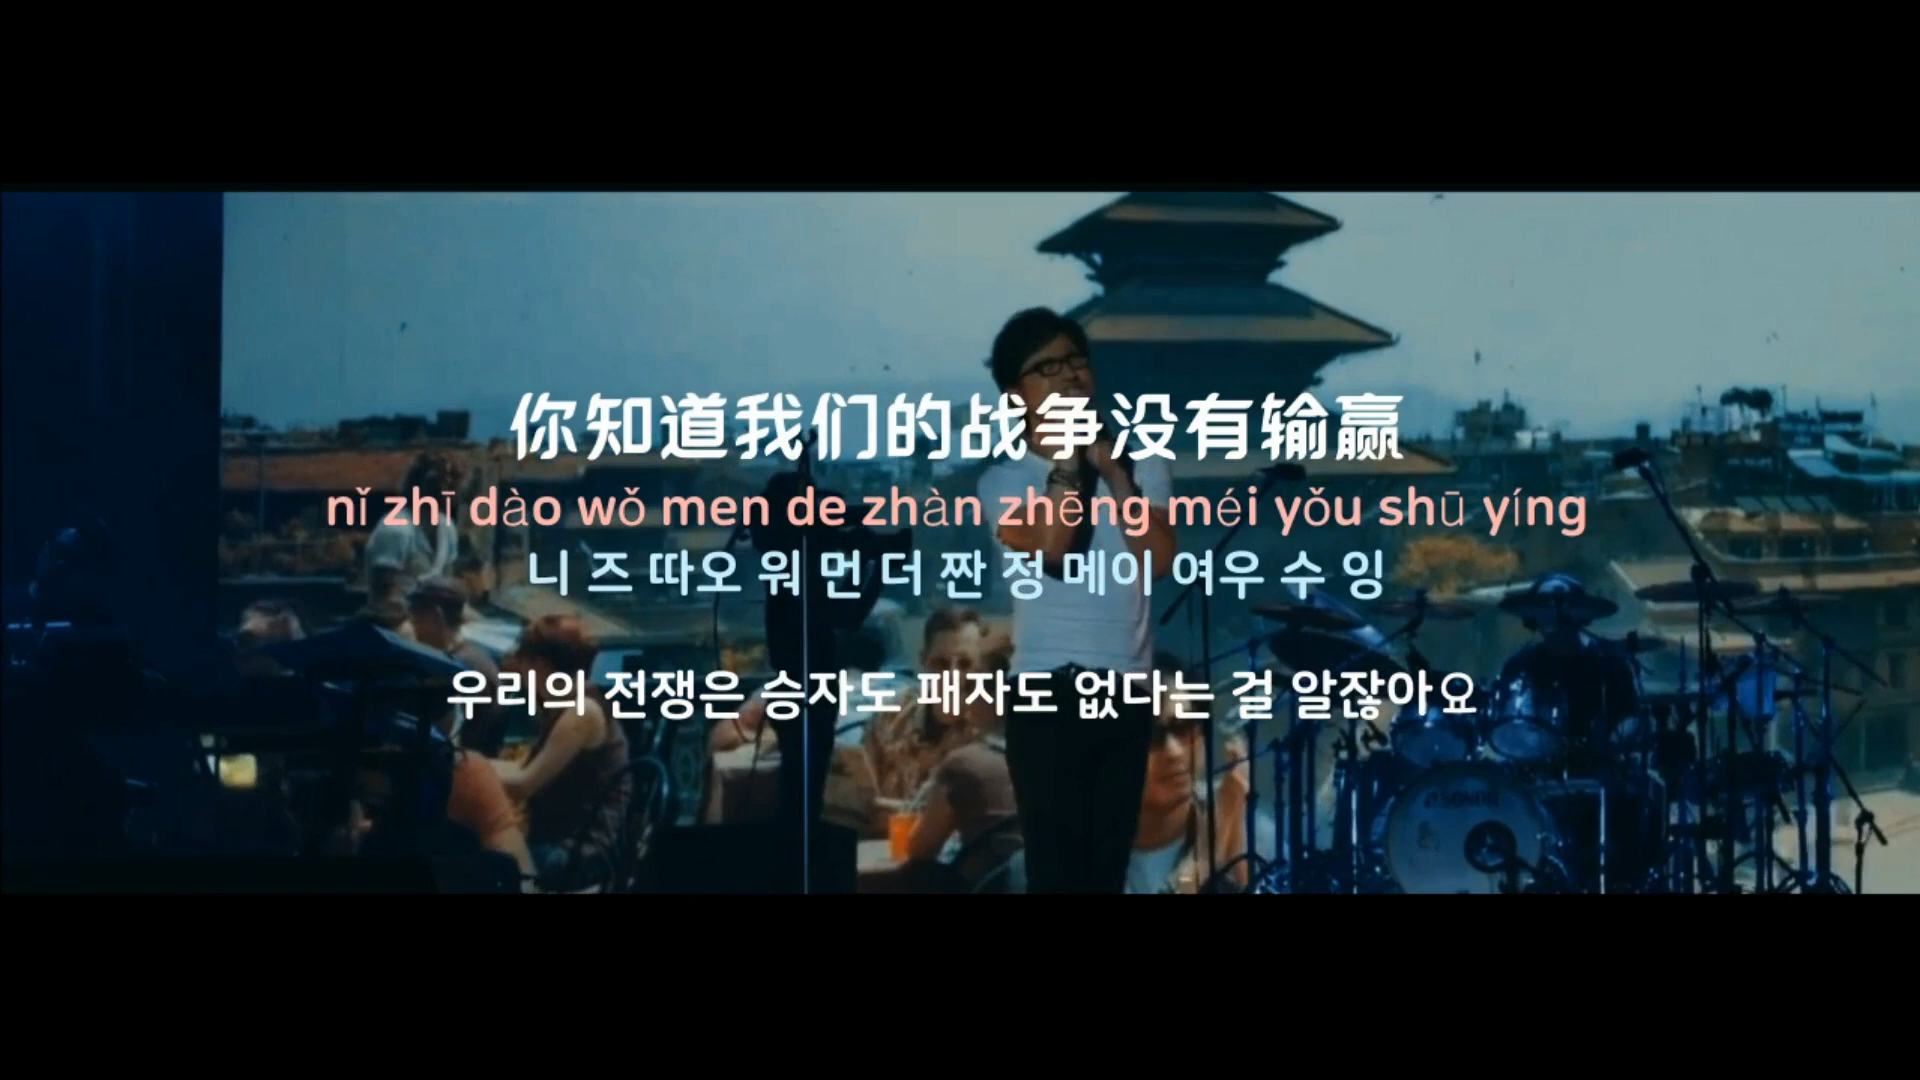 你知道我们的战争没有输赢
nǐ zhī dào wǒ men de zhàn zhēng méi yǒu shū yíng
니 즈 따오 워 먼 더 짠 정 메이 여우 수 잉
우리의 전쟁은 승자도 패자도 없다는 걸 알잖아요